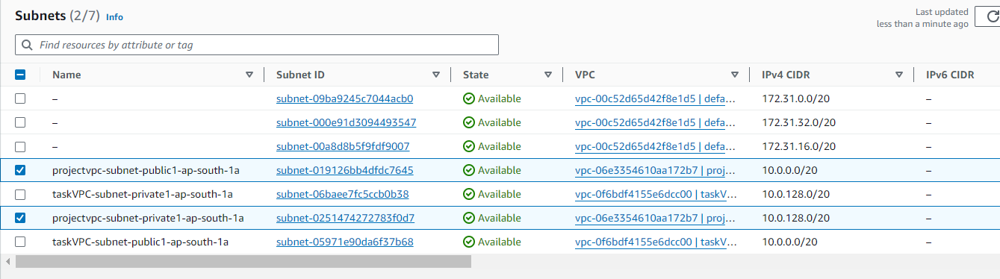 Subnets (2/7) Info
Last updated
less than a minute ago
Find resources by attribute or tag
Name Subnet ID State VPC IPv4 CIDR IPv6 CIDR
– subnet-09ba9245c7044acb0 Available vpc-00c52d65d42f8e1d5 | defa… 172.31.0.0/20 –
– subnet-000e91d3094493547 Available vpc-00c52d65d42f8e1d5 | defa… 172.31.32.0/20 –
– subnet-00a8d8b5f9fdf9007 Available vpc-00c52d65d42f8e1d5 | defa… 172.31.16.0/20 –
projectvpc-subnet-public1-ap-south-1a subnet-019126bb4dfdc7645 Available vpc-06e3354610aa172b7 | proj… 10.0.0.0/20 –
taskVPC-subnet-private1-ap-south-1a subnet-06baee7fc5ccb0b38 Available vpc-0f6bdf4155e6dcc00 | taskV… 10.0.128.0/20 –
projectvpc-subnet-private1-ap-south-1a subnet-0251474272783f0d7 Available vpc-06e3354610aa172b7 | proj… 10.0.128.0/20 –
taskVPC-subnet-public1-ap-south-1a subnet-05971e90da6f37b68 Available vpc-0f6bdf4155e6dcc00 | taskV… 10.0.0.0/20 –